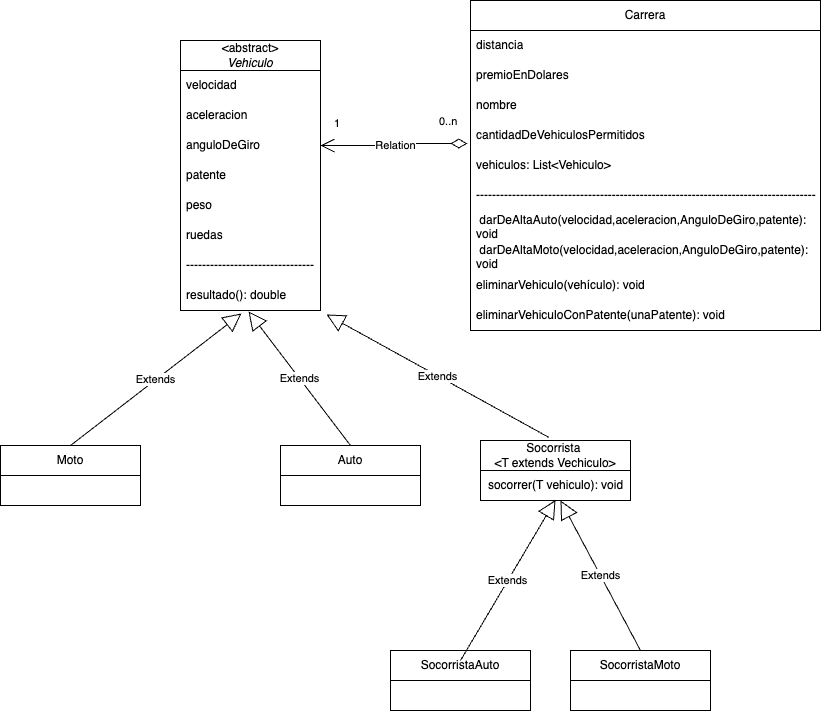 <abstract>
Vehiculo
velocidad
aceleracion
anguloDeGiro
patente
peso
ruedas
--------------------------------
resultado(): double
1
0..n
Relation
Carrera
distancia
premioEnDolares
nombre
cantidadDeVehiculosPermitidos
vehiculos: List<Vehiculo>
-------------------------------------------------------------------------------------
darDeAltaAuto(velocidad,aceleracion,AnguloDeGiro,patente):
void
darDeAltaMoto(velocidad,aceleracion,AnguloDeGiro,patente):
void
eliminarVehiculo(vehículo): void
eliminarVehiculoConPatente(unaPatente): void
Extends
Extends
Extends
Moto
Auto
Socorrista
<T extends Vechiculo>
socorrer(T vehiculo): void
Extends
Extends
SocorristaAuto
SocorristaMoto